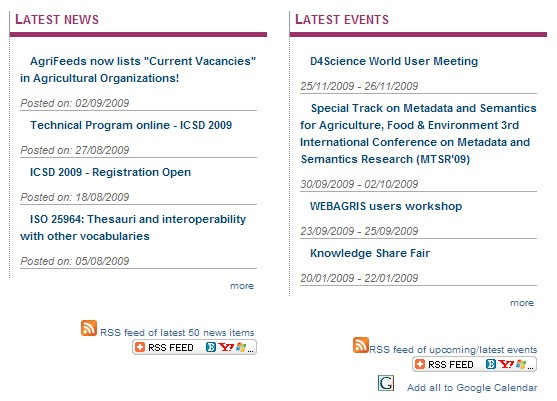 LATEST NEWS
AgriFeeds now lists "Current Vacancies"
in Agricultural Organizations!
Posted on: 02/09/2009
Technical Program online - ICSD 2009
Posted on: 27/08/2009
ICSD 2009 - Registration Open
Posted on: 18/08/2009
ISO 25964: Thesauri and interoperability
with other vocabularies
Posted on: 05/08/2009
more
RSS feed of latest 50 news items
RSS FEED
LATEST EVENTS
D4Science World User Meeting
25/11/2009 - 26/11/2009
Special Track on Metadata and Semantics
for Agriculture, Food & Environment 3rd
International Conference on Metadata and
Semantics Research (MTSR'09)
30/09/2009 - 02/10/2009
WEBAGRIS users workshop
23/09/2009 - 25/09/2009
Knowledge Share Fair
20/01/2009 - 22/01/2009
more
RSS feed of upcoming/latest events
RSS FEED
G Add all to Google Calendar